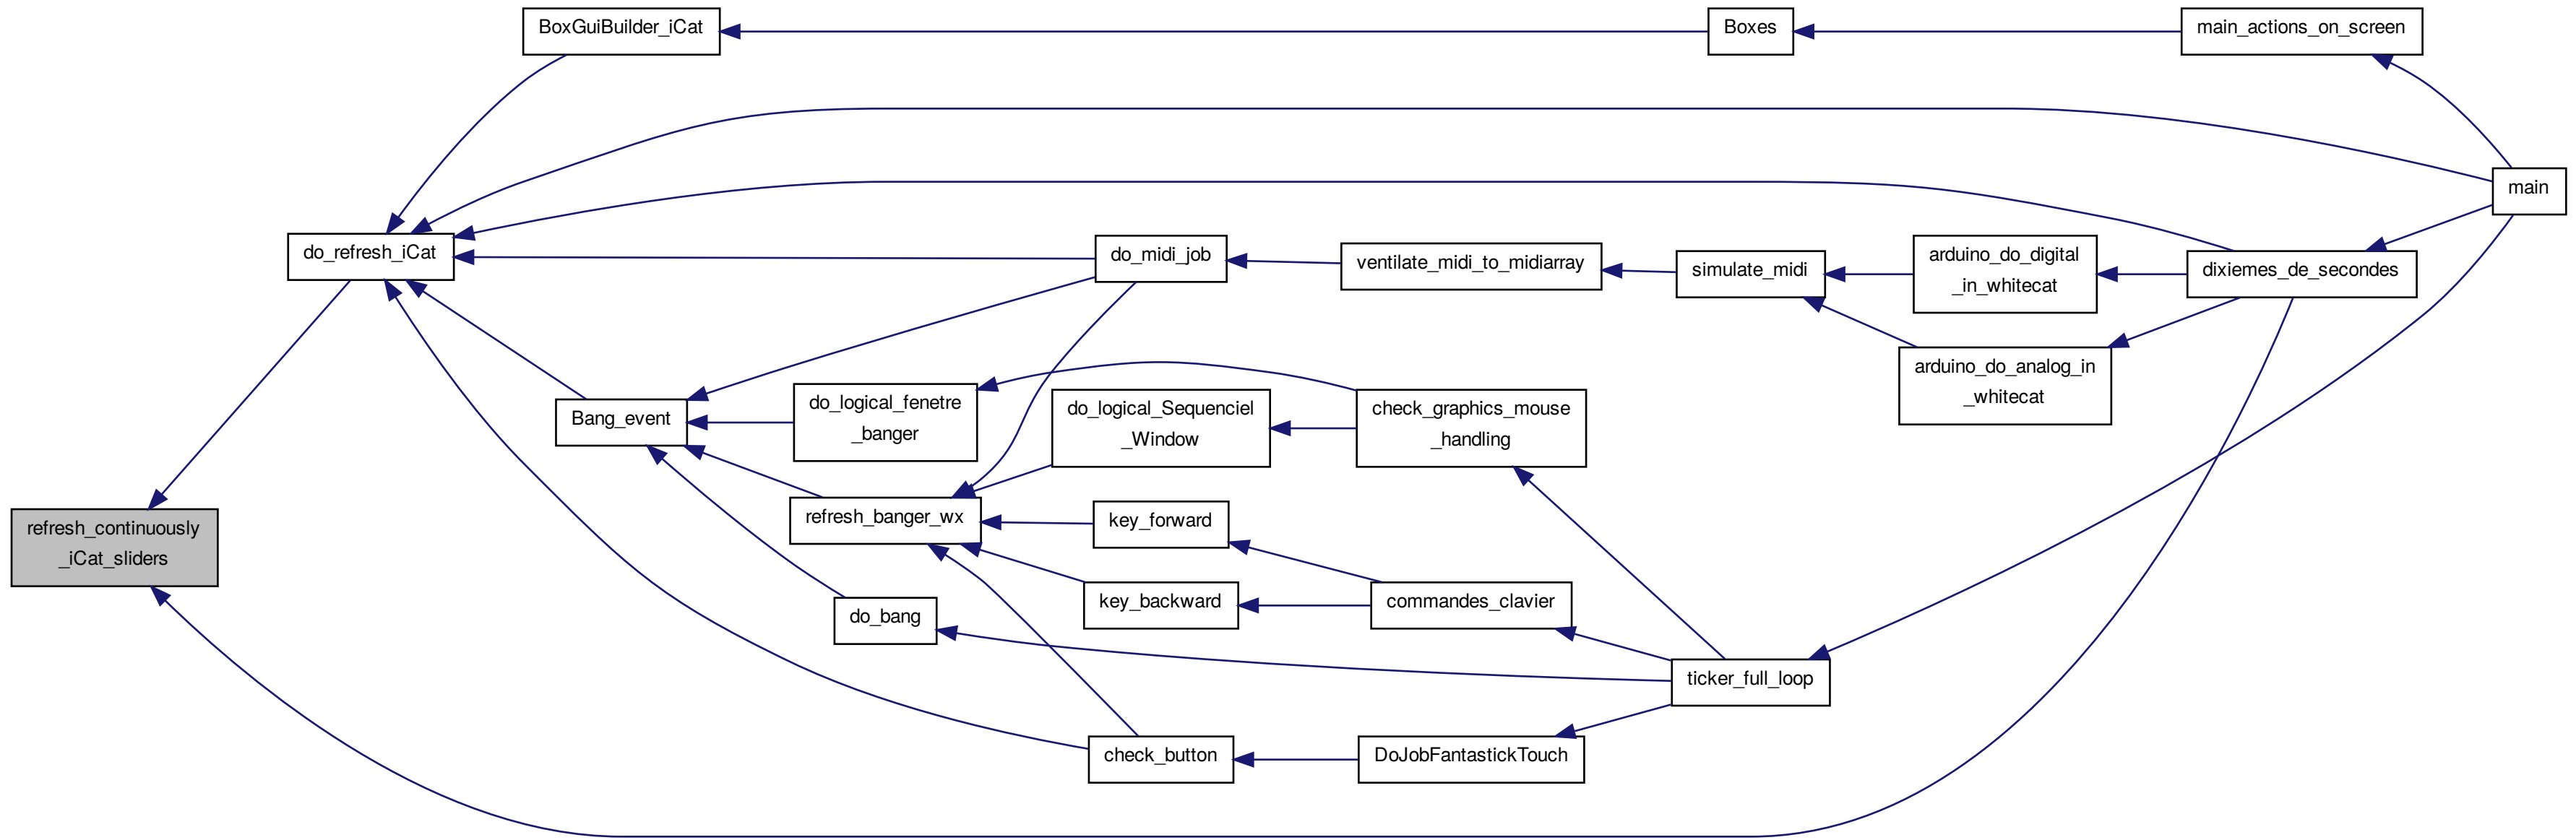 BoxGuiBuilder_iCat
Boxes
main_actions_on_screen
main
do_refresh_iCat
do_midi_job
ventilate_midi_to_midiarray
simulate_midi
arduino_do_digital
_in_whitecat
dixiemes_de_secondes
arduino_do_analog_in
_whitecat
Bang_event
do_logical_fenetre
_banger
do_logical_Sequenciel
_Window
check_graphics_mouse
_handling
refresh_continuously
_iCat_sliders
refresh_banger_wx
key_forward
key_backward
commandes_clavier
do_bang
ticker_full_loop
check_button
DoJobFantastickTouch